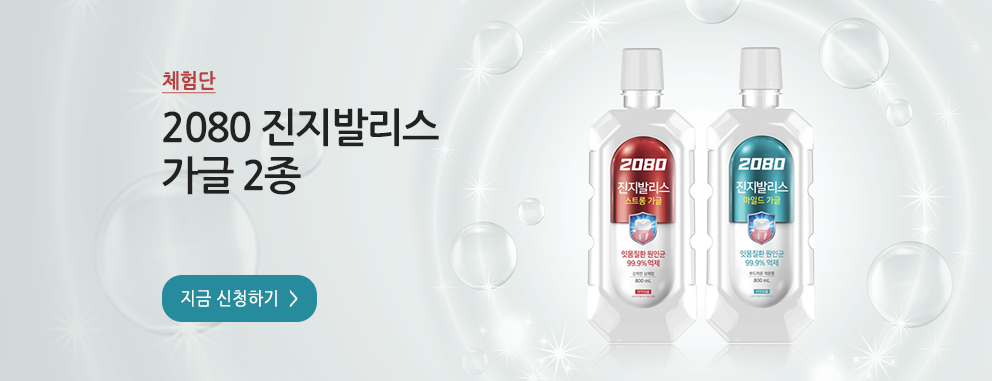 체험단
2080 진지발리스
가글 2종
지금 신청하기
2080
진지발리스
스트롱 가글
잇몸질환 원인균
99.9% 억제
800 mL
2080
진지발리스
마일드 가글
잇몸질환 원인균
99.9% 억제
800 mL